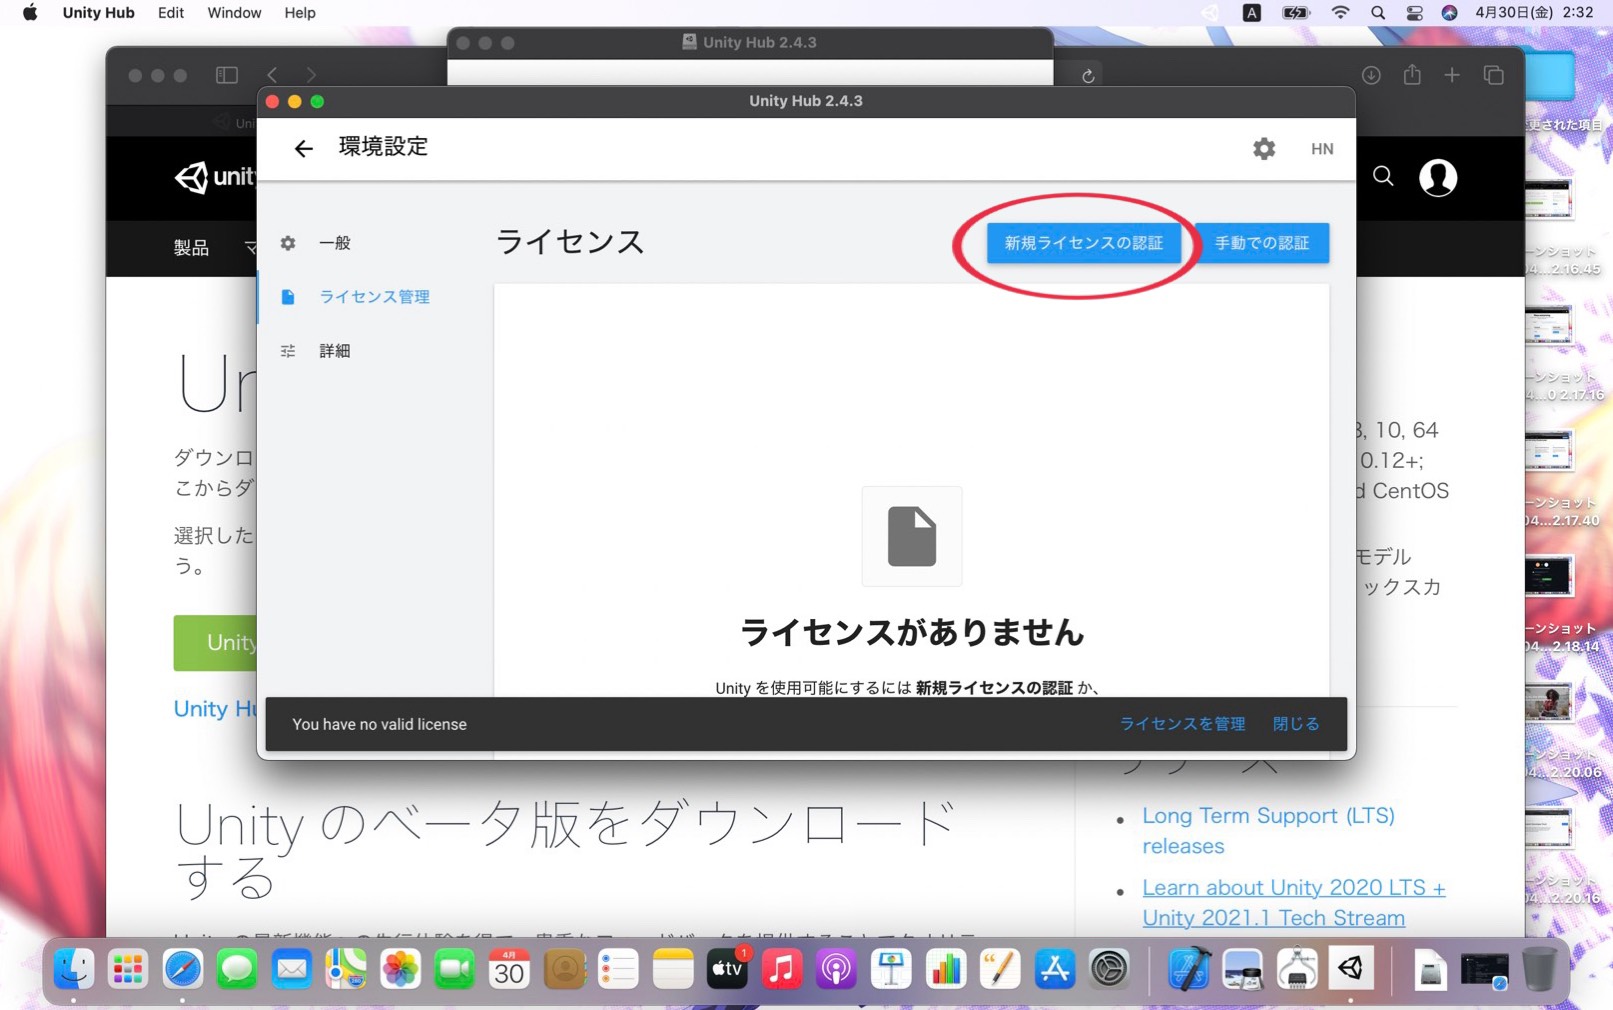 Unity Hub Edit Window Help
A
4月30日(金) 2:32
Unity Hub 2.4.3
Unity Hub 2.4.3
環境設定
HN
一般
ライセンス管理
詳細
ライセンス
新規ライセンスの認証
手動での認証
ライセンスがありません
Unity を使用可能にするには 新規ライセンスの認証 か、
You have no valid license
ライセンスを管理
閉じる
製品
ダウンロ
こからダ
選択した
う。
Unity
Unity Hu
10, 64
0.12+;
CentOS
モデル
ックスカ
Unity のベータ版をダウンロード
する
Long Term Support (LTS)
releases
Learn about Unity 2020 LTS +
Unity 2021.1 Tech Stream
更された項目
ーンショット
04...2.16.45
ーンショット
0 2.17.16
ーンショット
04...2.17.40
ーンショット
04...2.18.14
ーンショット
04...2.20.06
ーンショット
04...2.20.16
4月
30
tv
1